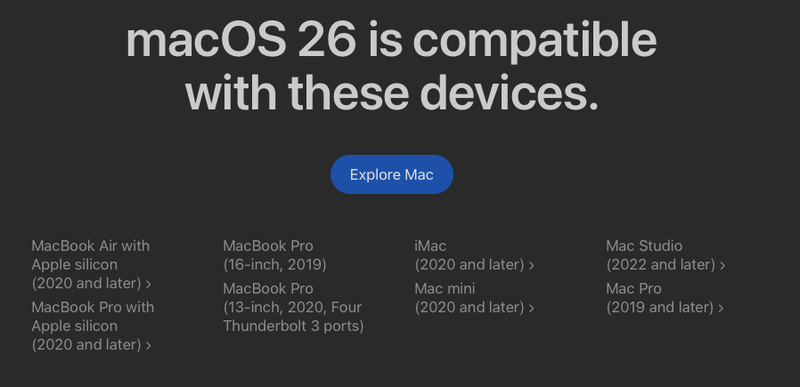 macOS 26 is compatible
with these devices.
Explore Mac
MacBook Air with
Apple silicon
(2020 and later) >
MacBook Pro with
Apple silicon
(2020 and later) >
MacBook Pro
(16-inch, 2019)
MacBook Pro
(13-inch, 2020, Four
Thunderbolt 3 ports)
iMac
(2020 and later) >
Mac mini
(2020 and later) >
Mac Studio
(2022 and later) >
Mac Pro
(2019 and later) >